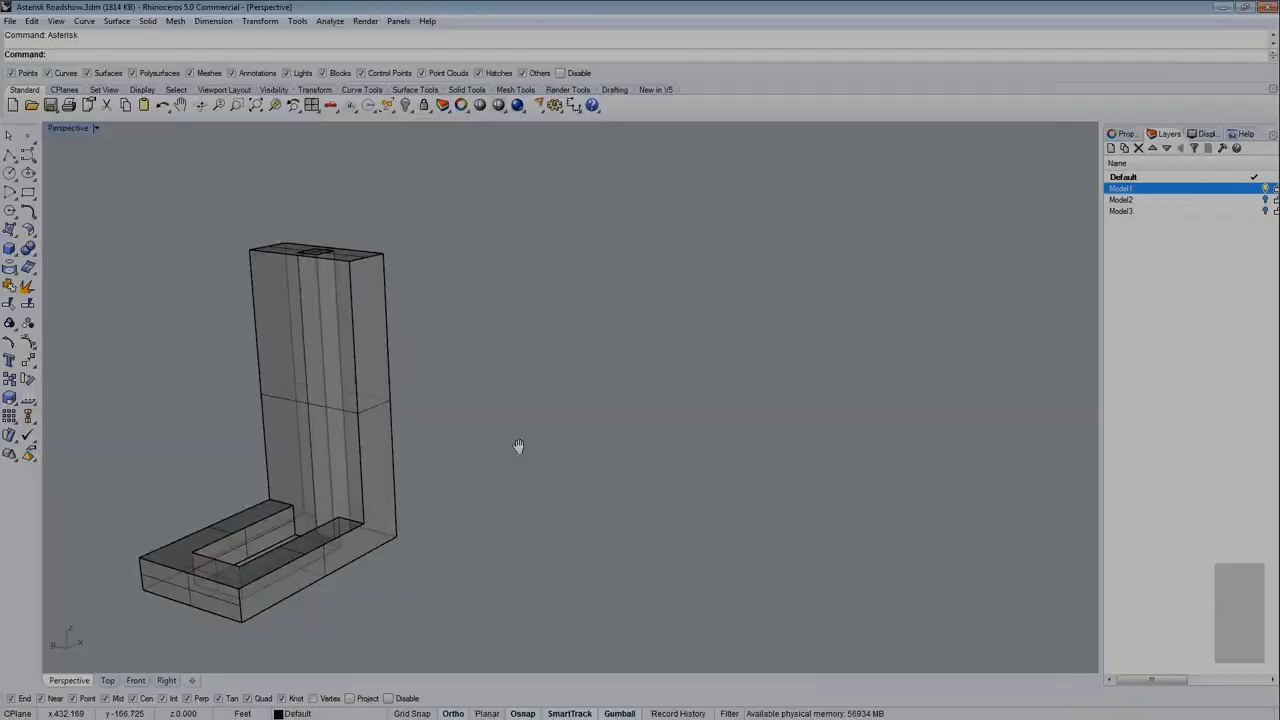 Asterisk Roadshow.3dm (1814 KB) - Rhinoceros 5.0 Commercial - [Perspective]
File Edit View Curve Surface Solid Mesh Dimension Transform Tools Analyze Render Panels Help
Command: Asterisk
Command:
Points Curves Surfaces Polysurfaces Meshes Annotations Lights Blocks Control Points Point Clouds Hatches Others Disable
Standard CPlanes Set View Display Select Viewport Layout Visibility Transform Curve Tools Surface Tools Solid Tools Mesh Tools Render Tools Drafting New in V5
Perspective
Prop... Layers Displ... Help
Name
Default
Model1
Model2
Model3
z
y x
Perspective Top Front Right
End Near Point Mid Cen Int Perp Tan Quad Knot Vertex Project Disable
CPlane x 432.169 y -166.725 z 0.000 Feet Default Grid Snap Ortho Planar Osnap SmartTrack Gumball Record History Filter Available physical memory: 56934 MB